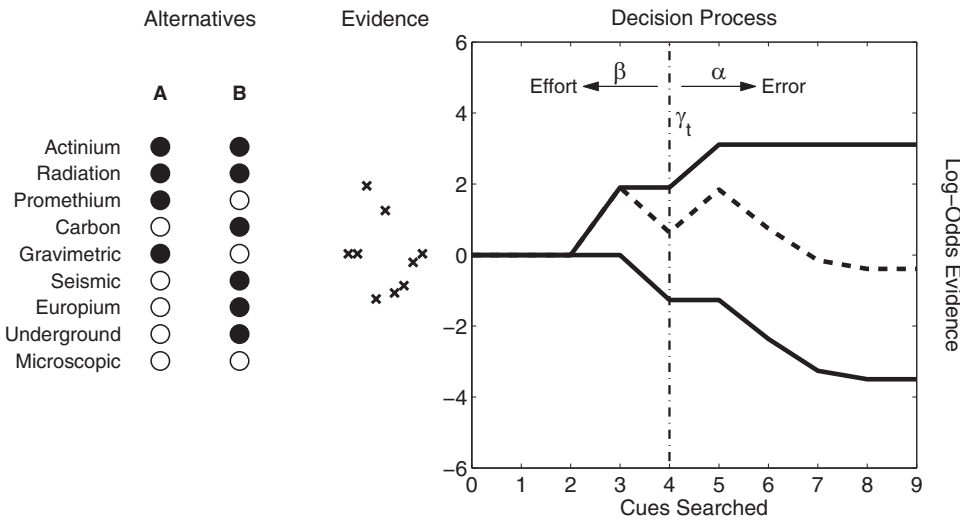 Alternatives
Evidence
Decision Process
A B
Actinium
Radiation
Promethium
Carbon
Gravimetric
Seismic
Europium
Underground
Microscopic
6
4
2
0
−2
−4
−6
Effort β α Error
γt
0 1 2 3 4 5 6 7 8 9
Cues Searched
Log−Odds Evidence